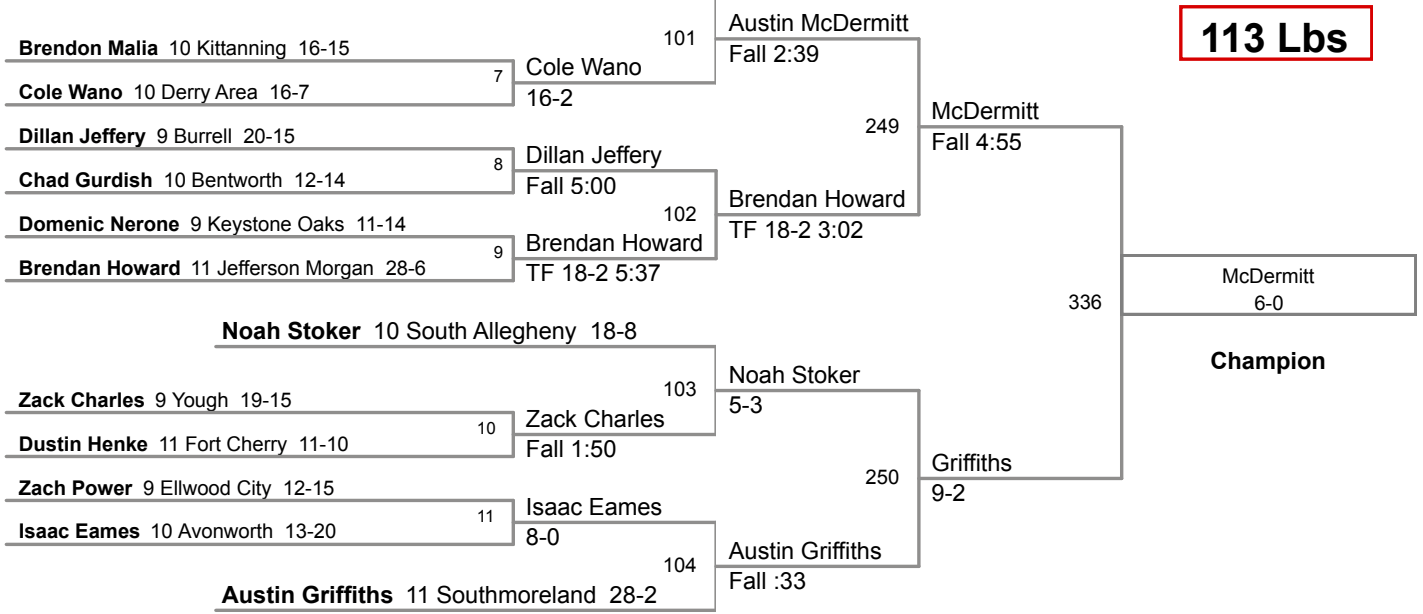 113 Lbs
Brendon Malia 10 Kittanning 16-15
Cole Wano 10 Derry Area 16-7
Dillan Jeffery 9 Burrell 20-15
Chad Gurdish 10 Bentworth 12-14
Domenic Nerone 9 Keystone Oaks 11-14
Brendan Howard 11 Jefferson Morgan 28-6
Noah Stoker 10 South Allegheny 18-8
Zack Charles 9 Yough 19-15
Dustin Henke 11 Fort Cherry 11-10
Zach Power 9 Ellwood City 12-15
Isaac Eames 10 Avonworth 13-20
Austin Griffiths 11 Southmoreland 28-2
7
Cole Wano
16-2
8
Dillan Jeffery
Fall 5:00
9
Brendan Howard
TF 18-2 5:37
10
Zack Charles
Fall 1:50
11
Isaac Eames
8-0
101
Austin McDermitt
Fall 2:39
102
Brendan Howard
TF 18-2 3:02
103
Noah Stoker
5-3
104
Austin Griffiths
Fall :33
249
McDermitt
Fall 4:55
250
Griffiths
9-2
336
McDermitt
6-0
Champion